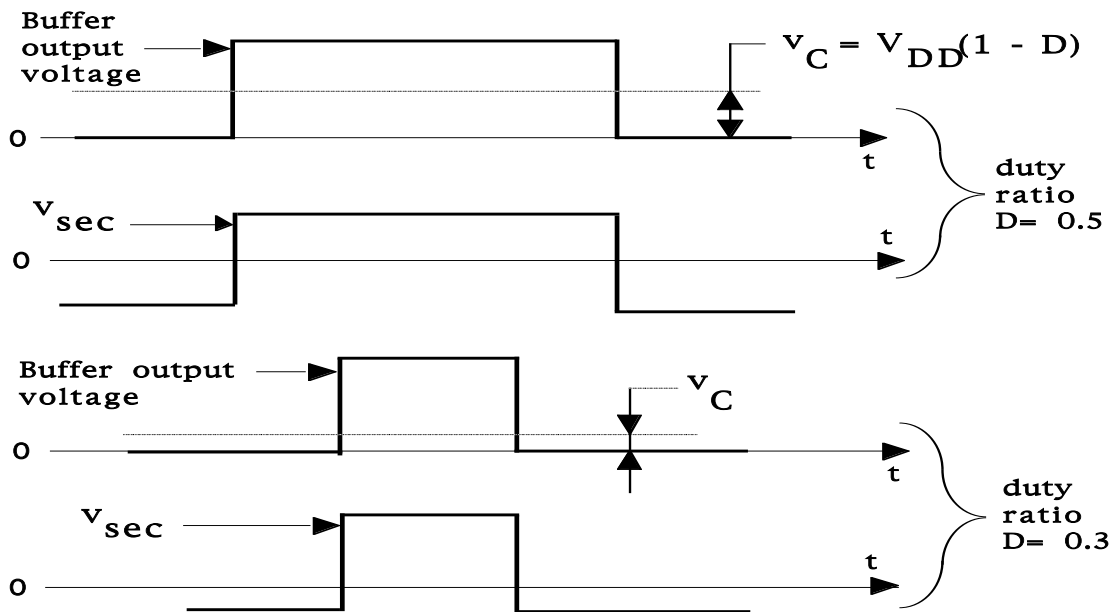 Buffer
output
voltage
v_C = V_DD(1 - D)
0
t
duty
ratio
D= 0.5
v_sec
t
0
Buffer output
voltage
v_C
0
t
duty
ratio
D= 0.3
v_sec
t
0